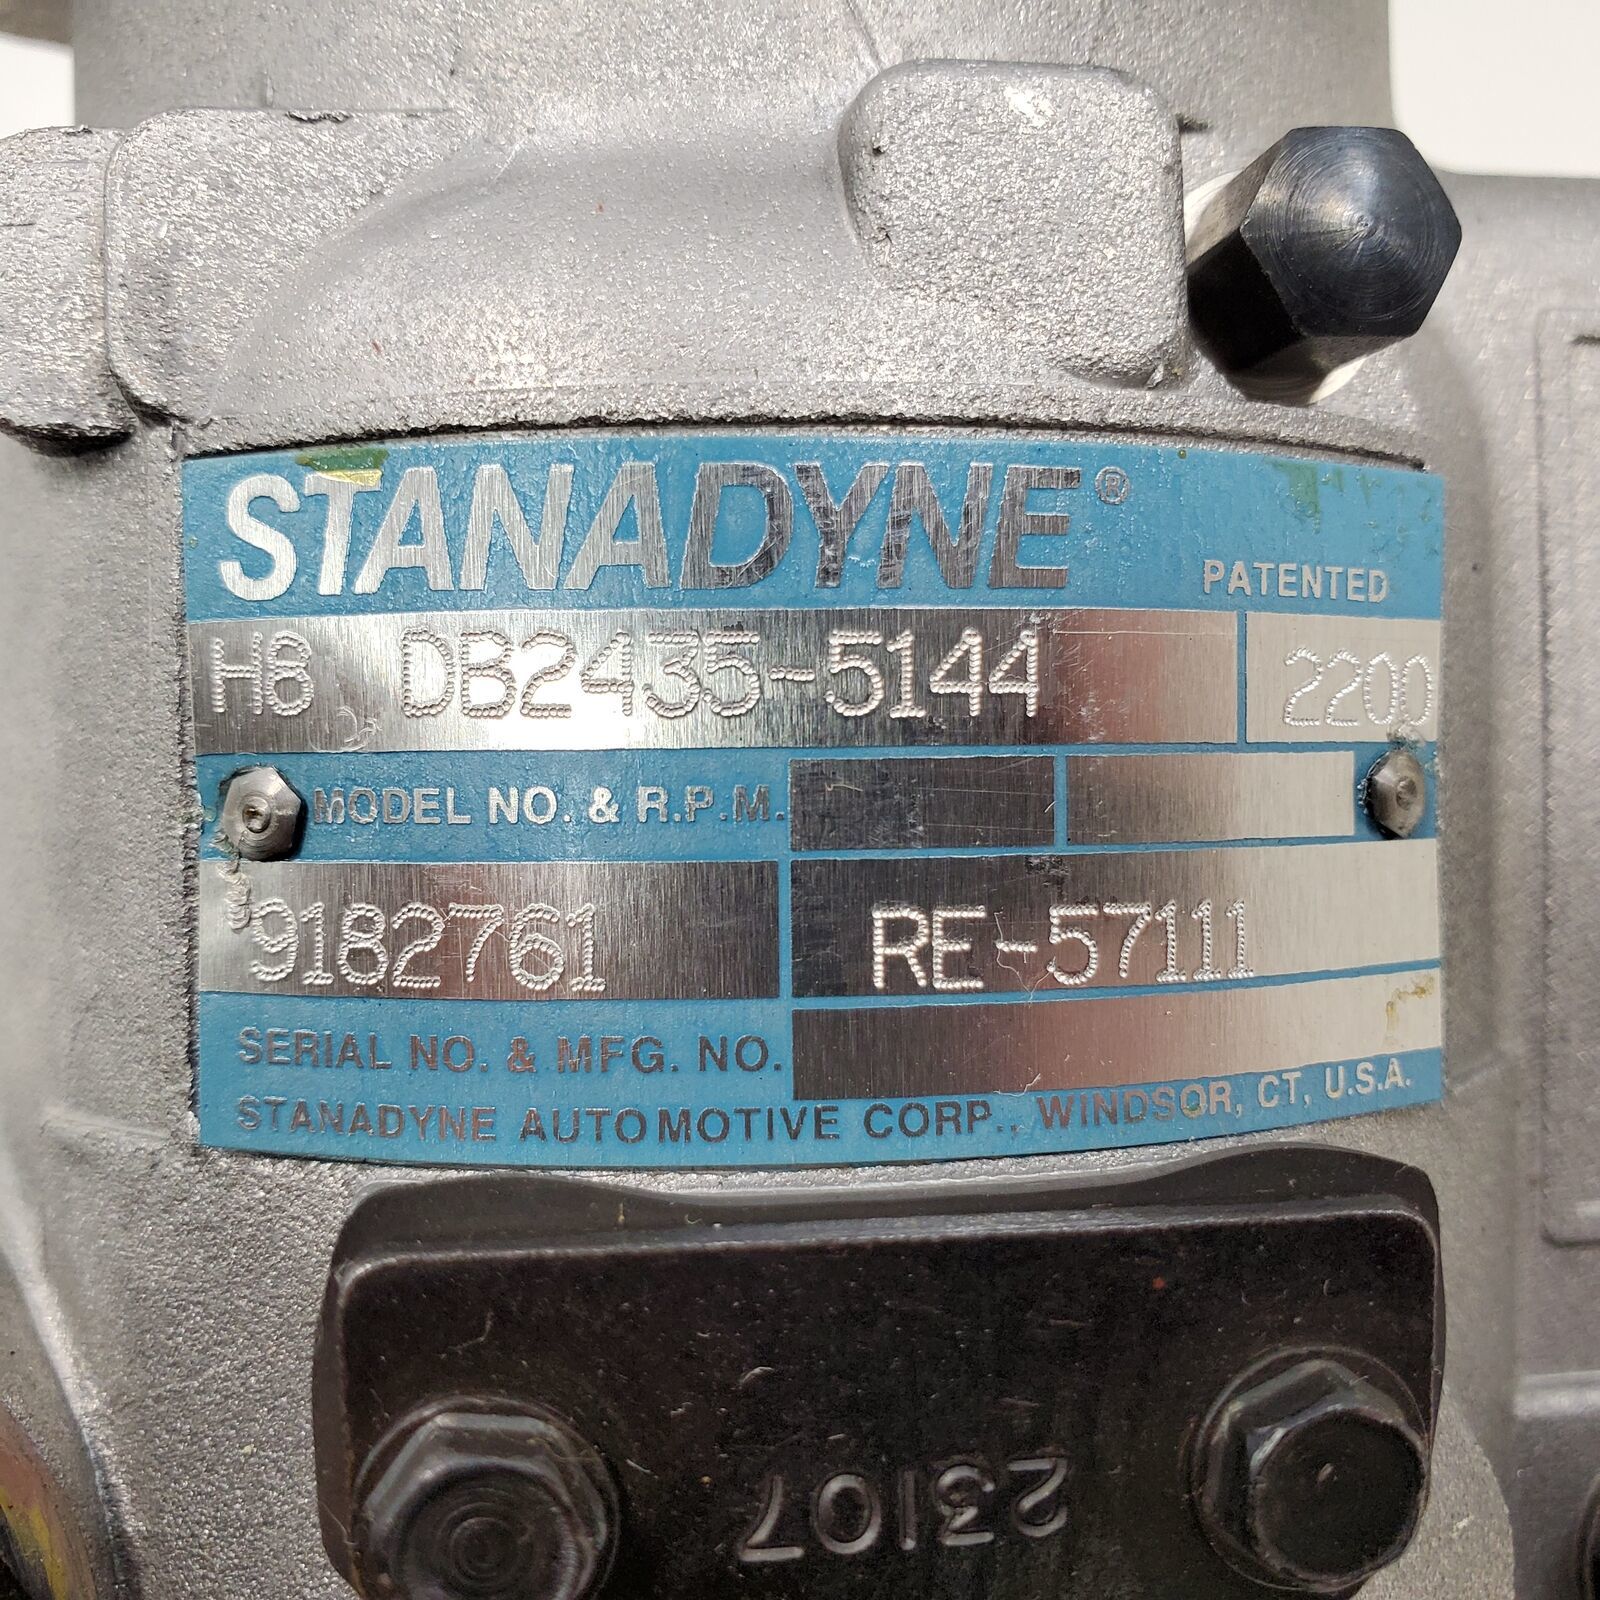 STANADYNE®
PATENTED
H8 DB2435-5144 2200
MODEL NO. & R.P.M.
9182761 RE-57111
SERIAL NO. & MFG. NO.
STANADYNE AUTOMOTIVE CORP., WINDSOR, CT, U.S.A.
23107